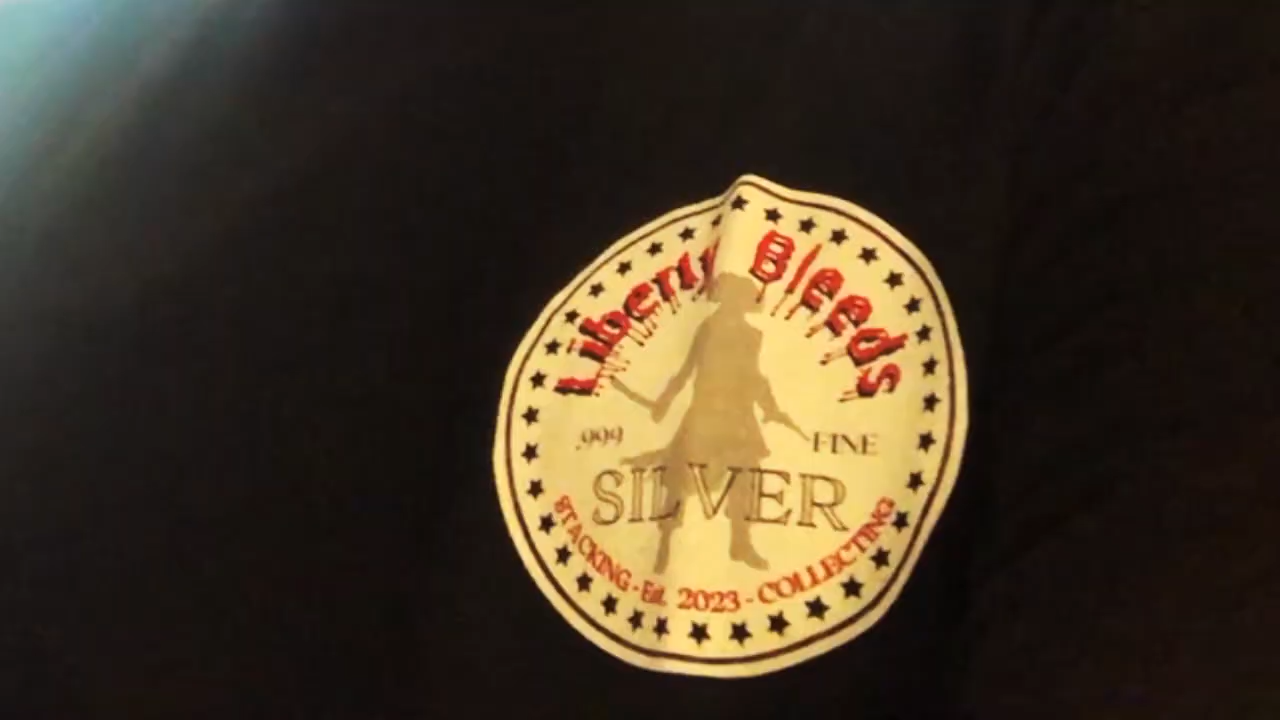 Liberty Bleeds
.999 FINE
SILVER
STACKING - Est. 2023 - COLLECTING